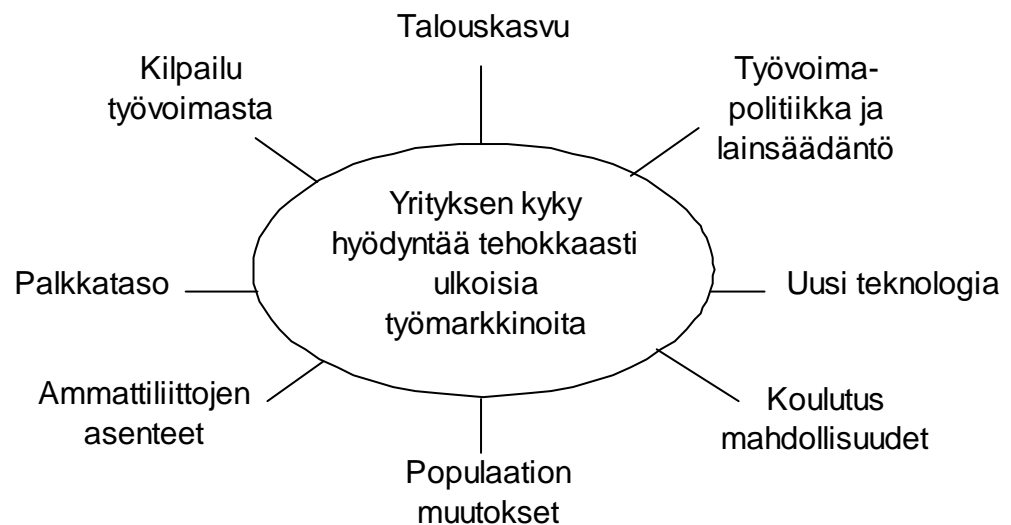 Talouskasvu
Kilpailu
työvoimasta
Työvoima-
politiikka ja
lainsäädäntö
Yrityksen kyky
hyödyntää tehokkaasti
ulkoisia
työmarkkinoita
Palkkataso
Uusi teknologia
Ammattiliittojen
asenteet
Koulutus
mahdollisuudet
Populaation
muutokset